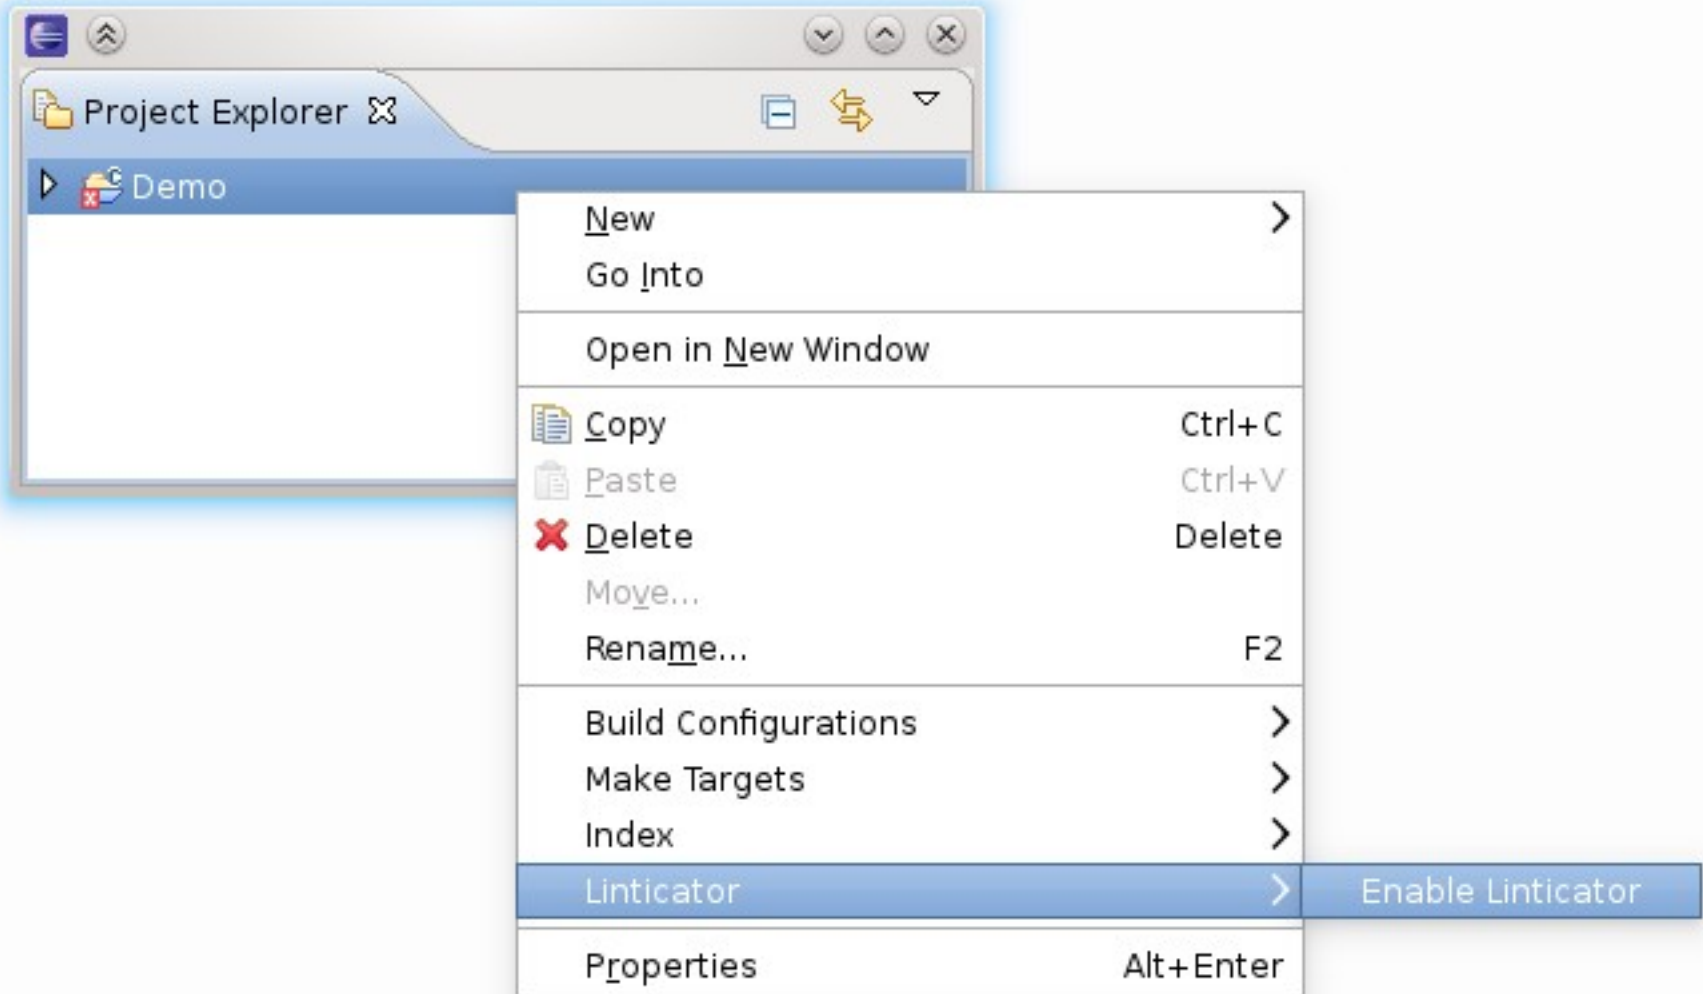 Project Explorer
Demo
New
Go Into
Open in New Window
Copy Ctrl+C
Paste Ctrl+V
Delete Delete
Move...
Rename... F2
Build Configurations
Make Targets
Index
Linticator Enable Linticator
Properties Alt+Enter